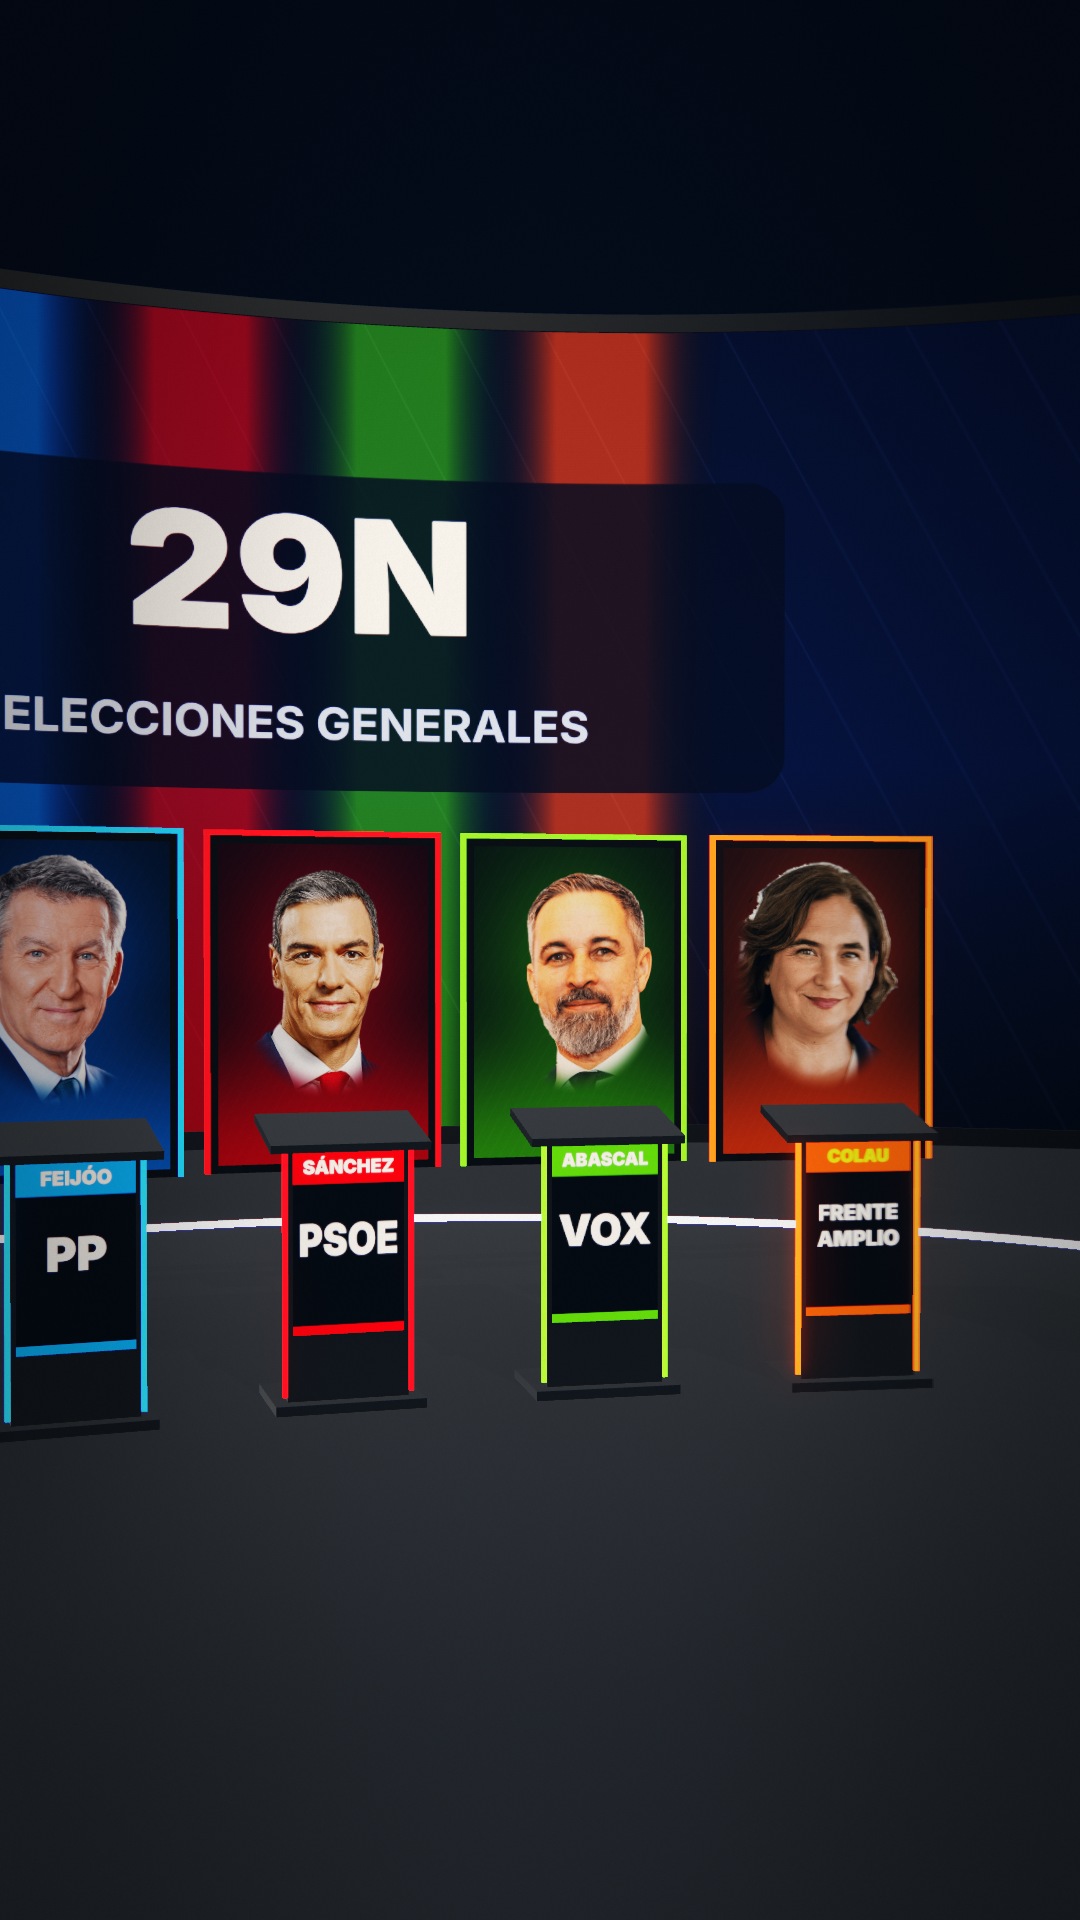 29N
ELECCIONES GENERALES
FEIJÓO
PP
SÁNCHEZ
PSOE
ABASCAL
VOX
COLAU
FRENTE
AMPLIO